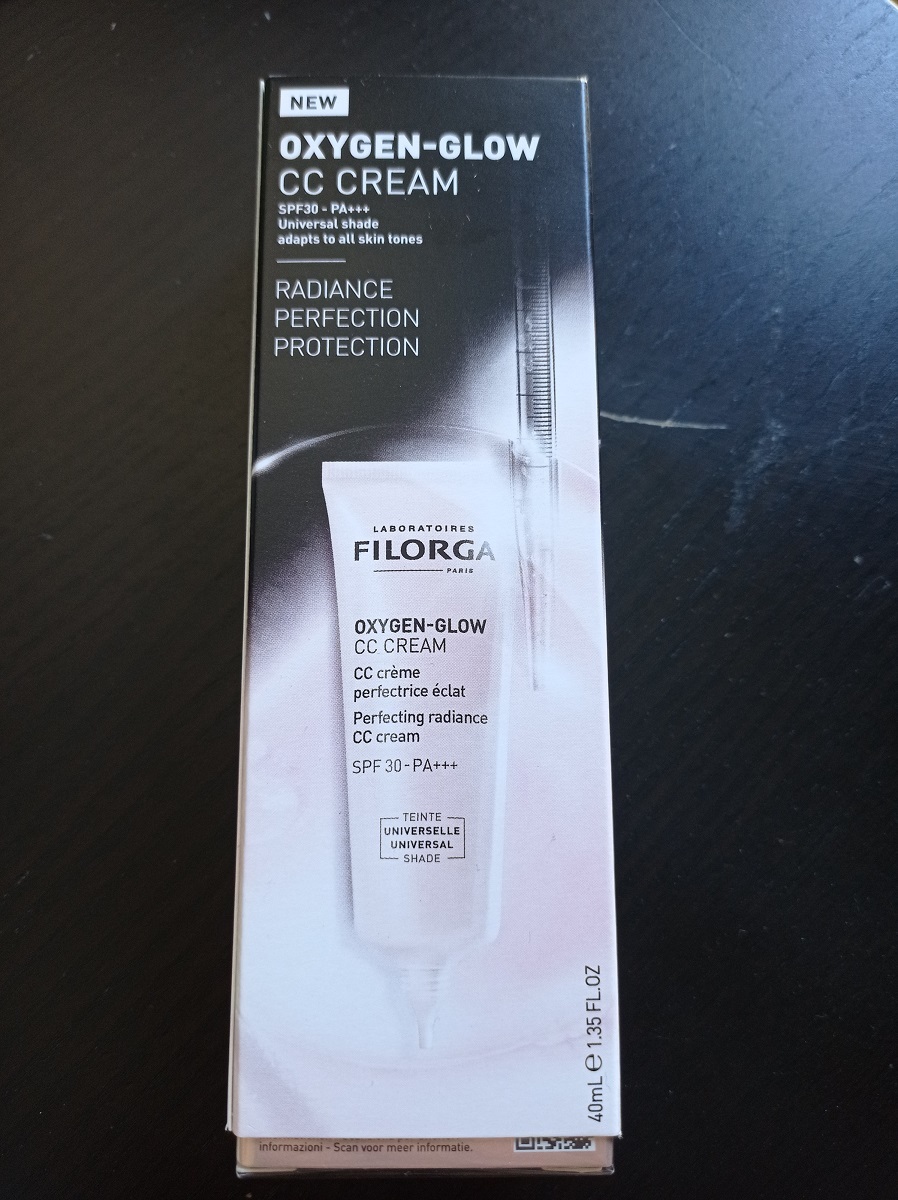 NEW
OXYGEN-GLOW
CC CREAM
SPF30 - PA+++
Universal shade
adapts to all skin tones
RADIANCE
PERFECTION
PROTECTION
LABORATOIRES
FILORGA
PARIS
OXYGEN-GLOW
CC CREAM
CC crème
perfectrice éclat
Perfecting radiance
CC cream
SPF 30-PA+++
TEINTE
UNIVERSELLE
UNIVERSAL
SHADE
40mL e 1.35 FL.OZ
informazioni - Scan voor meer informatie.